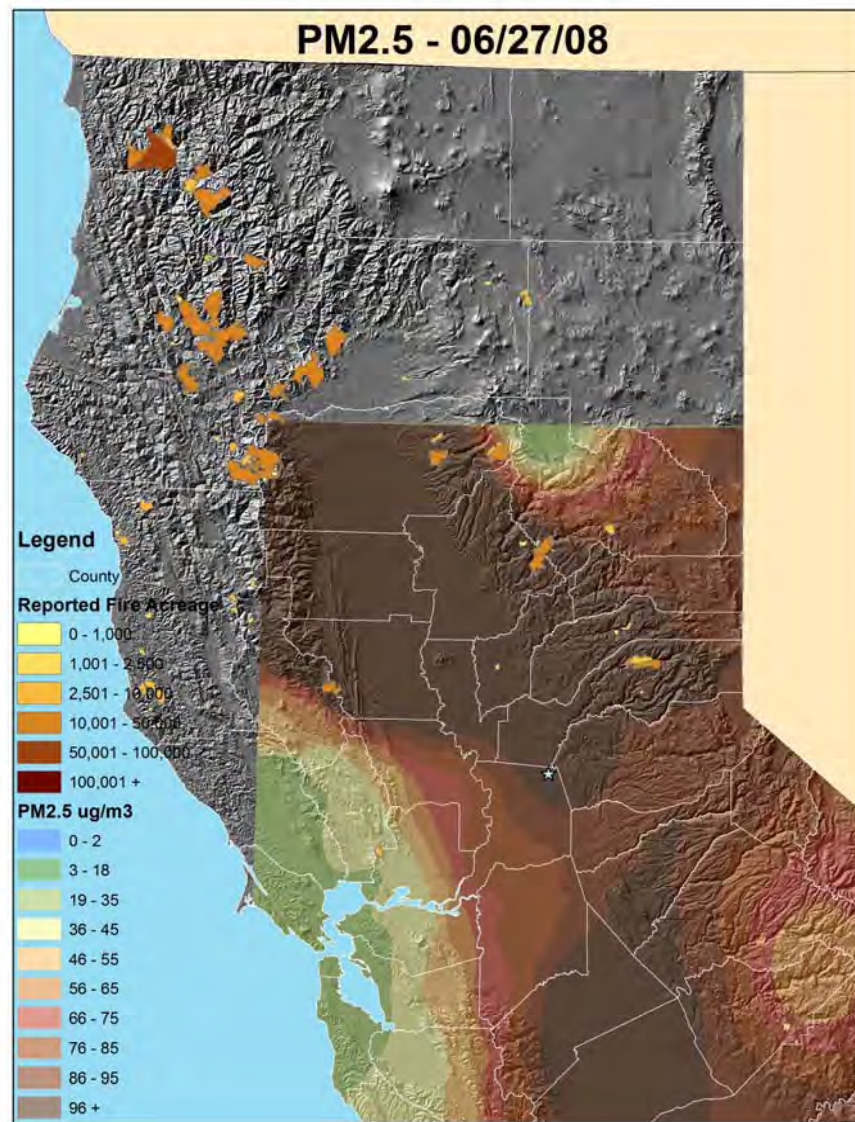 PM2.5 - 06/27/08
Legend
County
Reported Fire Acreage
0 - 1,000
1,001 - 2,500
2,501 - 10,000
10,001 - 50,000
50,001 - 100,000
100,001 +
PM2.5 ug/m3
0 - 2
3 - 18
19 - 35
36 - 45
46 - 55
56 - 65
66 - 75
76 - 85
86 - 95
96 +